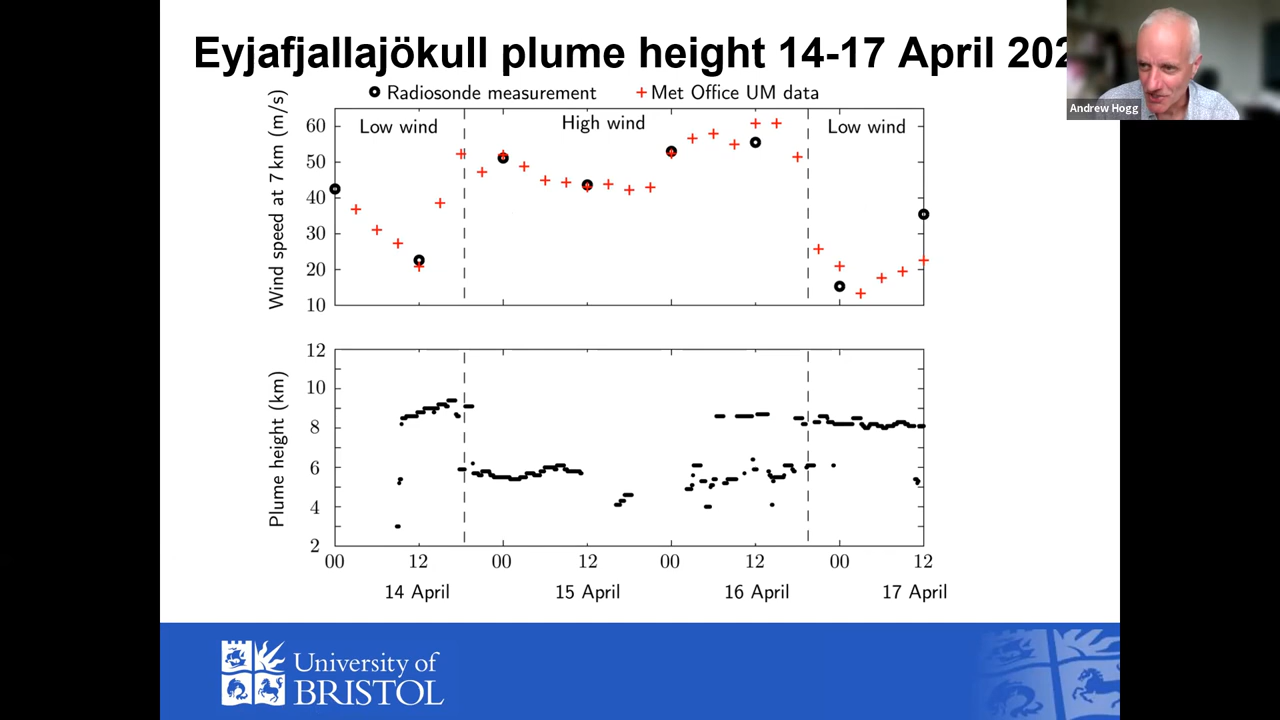 Eyjafjallajökull plume height 14-17 April 202
Andrew Hogg
Radiosonde measurement
Met Office UM data
Wind speed at 7 km (m/s)
60
50
40
30
20
10
Low wind
High wind
Low wind
Plume height (km)
12
10
8
6
4
2
00 12 00 12 00 12 00 12
14 April 15 April 16 April 17 April
University of
BRISTOL